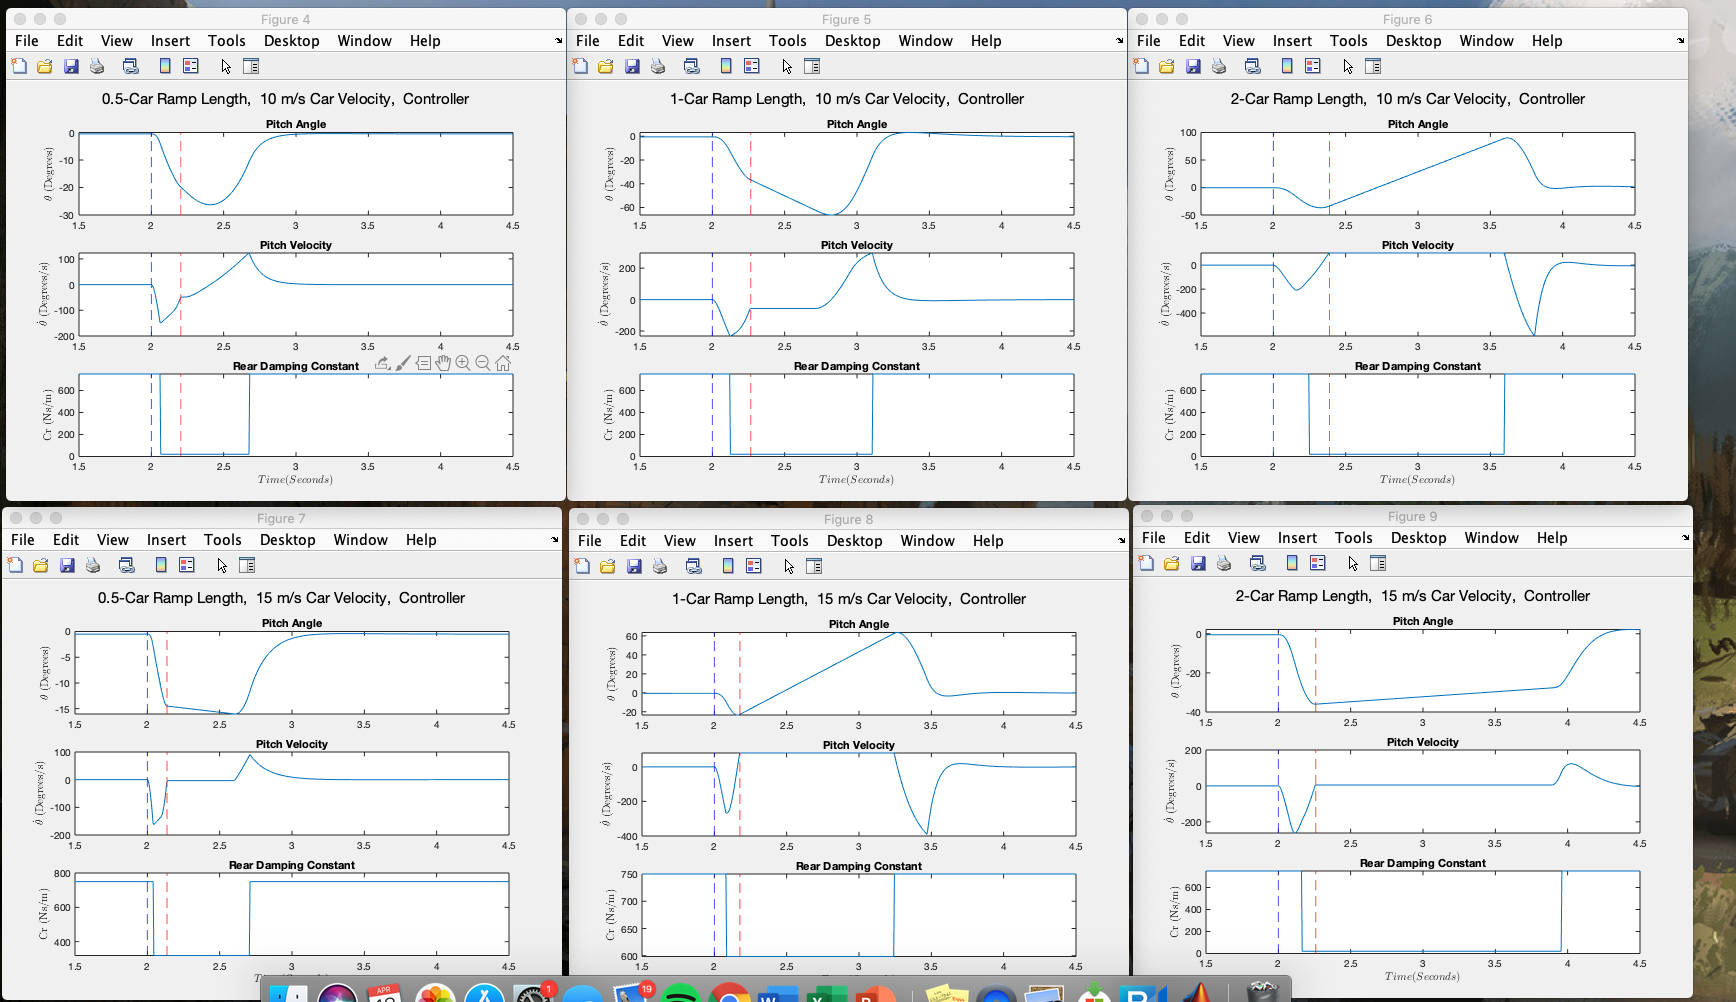 Figure 4
File Edit View Insert Tools Desktop Window Help
0.5-Car Ramp Length, 10 m/s Car Velocity, Controller
Pitch Angle
θ (Degrees)
0
-10
-20
-30
1.5 2 2.5 3 3.5 4 4.5
Pitch Velocity
θ̇ (Degrees/s)
100
0
-100
-200
1.5 2 2.5 3 3.5 4 4.5
Rear Damping Constant
Cr (Ns/m)
600
400
200
0
1.5 2 2.5 3 3.5 4 4.5
Time(Seconds)
Figure 5
File Edit View Insert Tools Desktop Window Help
1-Car Ramp Length, 10 m/s Car Velocity, Controller
Pitch Angle
θ (Degrees)
0
-20
-40
-60
1.5 2 2.5 3 3.5 4 4.5
Pitch Velocity
θ̇ (Degrees/s)
200
0
-200
1.5 2 2.5 3 3.5 4 4.5
Rear Damping Constant
Cr (Ns/m)
600
400
200
0
1.5 2 2.5 3 3.5 4 4.5
Time(Seconds)
Figure 6
File Edit View Insert Tools Desktop Window Help
2-Car Ramp Length, 10 m/s Car Velocity, Controller
Pitch Angle
θ (Degrees)
100
50
0
-50
1.5 2 2.5 3 3.5 4 4.5
Pitch Velocity
θ̇ (Degrees/s)
0
-200
-400
1.5 2 2.5 3 3.5 4 4.5
Rear Damping Constant
Cr (Ns/m)
600
400
200
0
1.5 2 2.5 3 3.5 4 4.5
Time(Seconds)
Figure 7
File Edit View Insert Tools Desktop Window Help
0.5-Car Ramp Length, 15 m/s Car Velocity, Controller
Pitch Angle
θ (Degrees)
0
-5
-10
-15
1.5 2 2.5 3 3.5 4 4.5
Pitch Velocity
θ̇ (Degrees/s)
100
0
-100
-200
1.5 2 2.5 3 3.5 4 4.5
Rear Damping Constant
Cr (Ns/m)
800
600
400
1.5 2 2.5 3 3.5 4 4.5
Figure 8
File Edit View Insert Tools Desktop Window Help
1-Car Ramp Length, 15 m/s Car Velocity, Controller
Pitch Angle
θ (Degrees)
60
40
20
0
-20
1.5 2 2.5 3 3.5 4 4.5
Pitch Velocity
θ̇ (Degrees/s)
0
-200
-400
1.5 2 2.5 3 3.5 4 4.5
Rear Damping Constant
Cr (Ns/m)
750
700
650
600
1.5 2 2.5 3 3.5 4 4.5
Figure 9
File Edit View Insert Tools Desktop Window Help
2-Car Ramp Length, 15 m/s Car Velocity, Controller
Pitch Angle
θ (Degrees)
0
-20
-40
1.5 2 2.5 3 3.5 4 4.5
Pitch Velocity
θ̇ (Degrees/s)
200
0
-200
1.5 2 2.5 3 3.5 4 4.5
Rear Damping Constant
Cr (Ns/m)
600
400
200
0
1.5 2 2.5 3 3.5 4 4.5
Time(Seconds)
APR
1
19